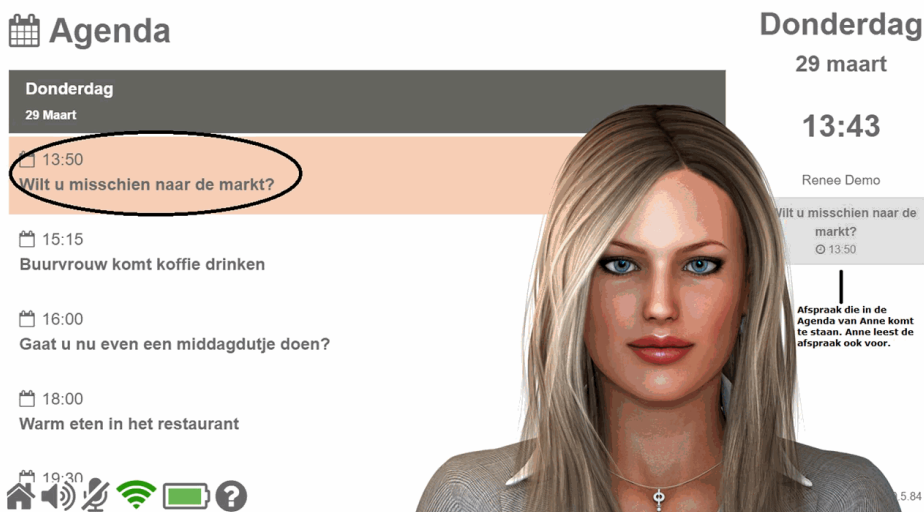 Agenda
Donderdag
29 Maart
13:50
Wilt u misschien naar de markt?
15:15
Buurvrouw komt koffie drinken
16:00
Gaat u nu even een middagdutje doen?
18:00
Warm eten in het restaurant
19:30
Donderdag
29 maart
13:43
Renee Demo
Wilt u misschien naar de
markt?
13:50
Afspraak die in de
Agenda van Anne komt
te staan. Anne leest de
afspraak ook voor.
.5.84